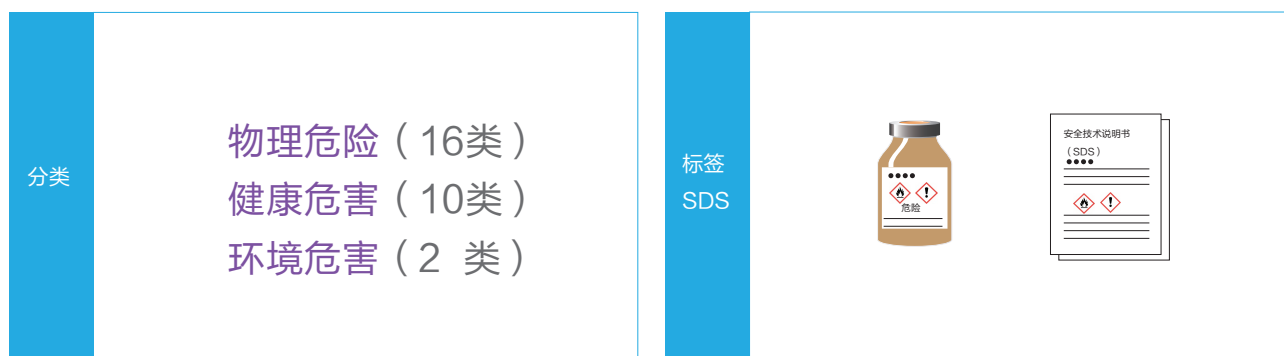 分类
物理危险（16类）
健康危害（10类）
环境危害（2 类）
标签
SDS
危险
安全技术说明书
（SDS）